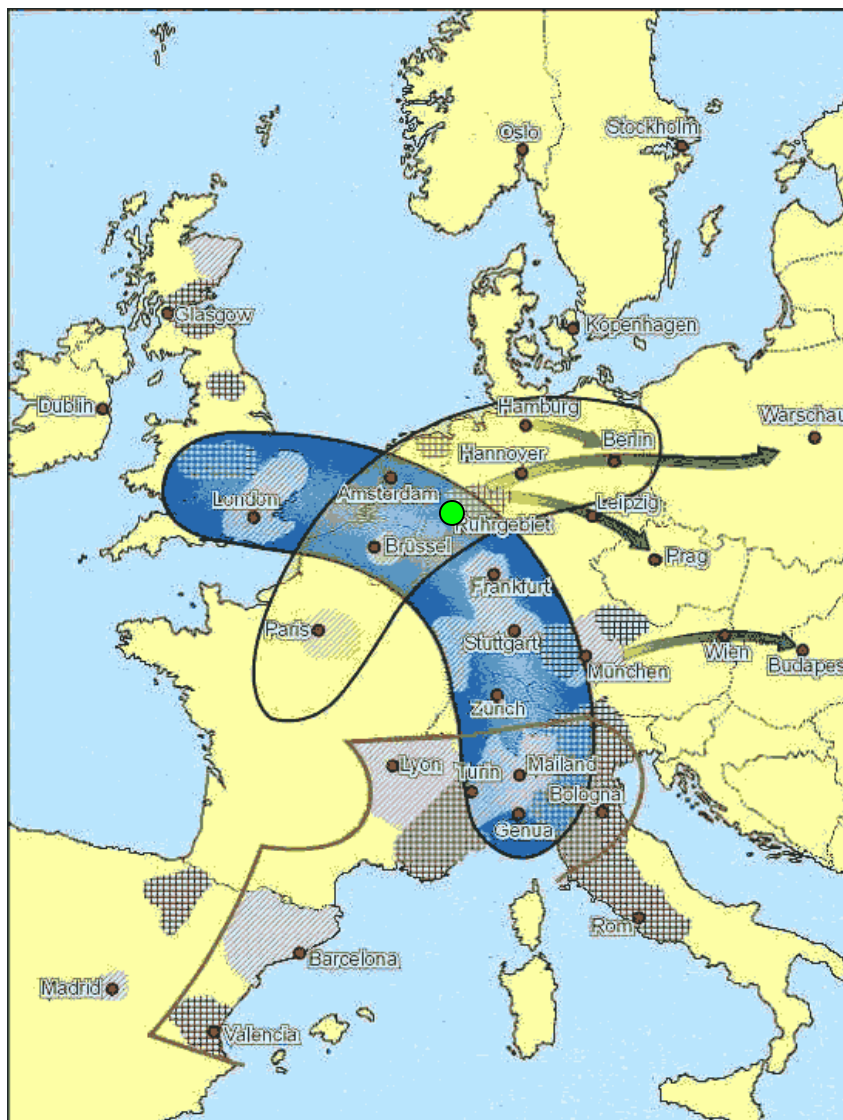 Oslo
Stockholm
Glasgow
Kopenhagen
Dublin
Hamburg
Warschau
Berlin
Hannover
Amsterdam
London
Leipzig
Ruhrgebiet
Brüssel
Prag
Frankfurt
Paris
Stuttgart
Wien
München
Budapes
Zürich
Lyon
Turin
Mailand
Bologna
Genua
Rom
Barcelona
Madrid
Valencia